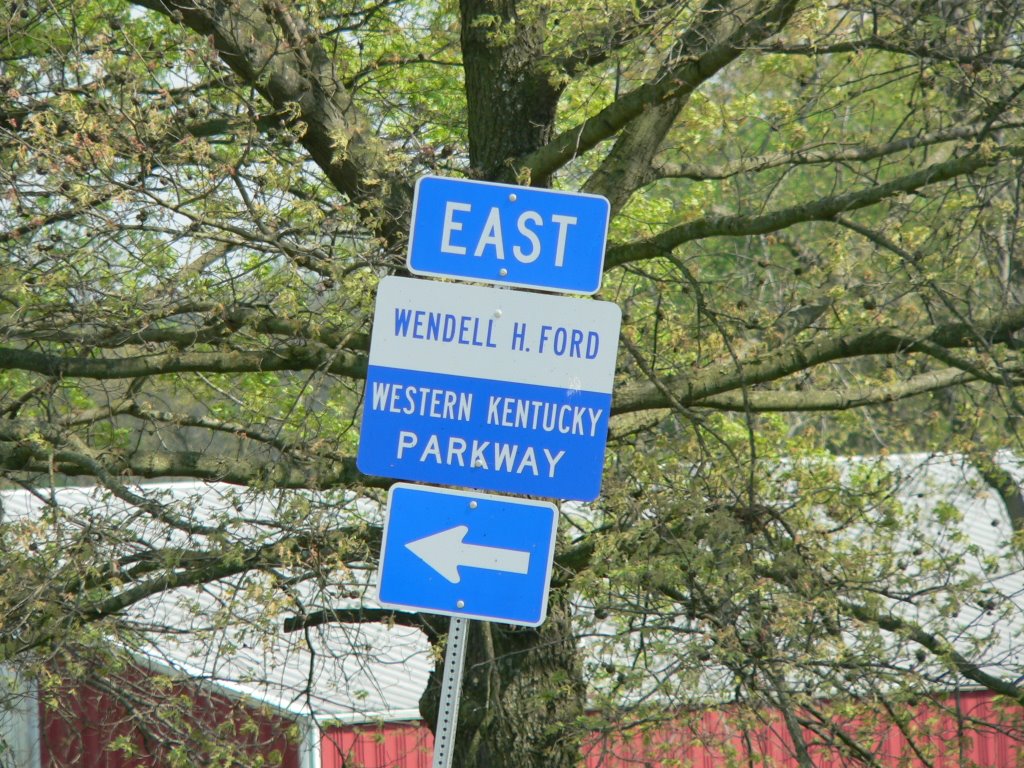 EAST
WENDELL H. FORD
WESTERN KENTUCKY
PARKWAY